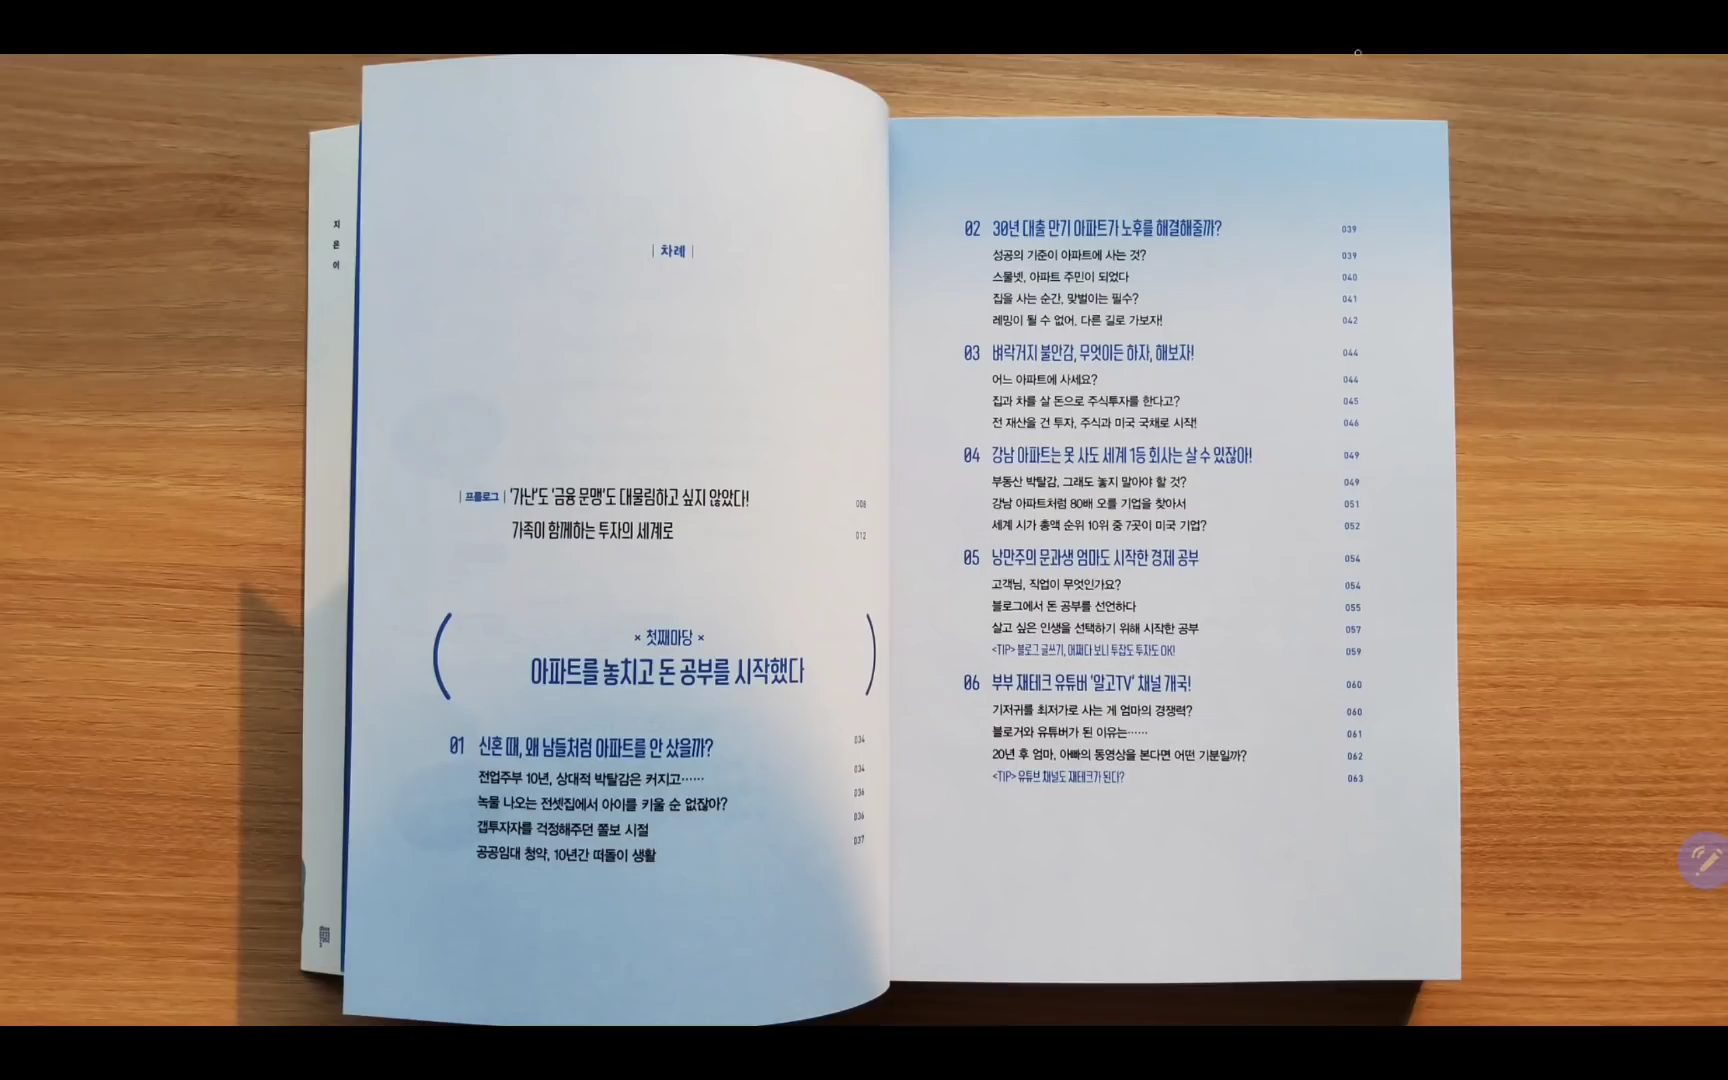 지은이
| 차례 |
| 프롤로그 | '가난'도 '금융 문맹'도 대물림하고 싶지 않았다! 008
가족이 함께하는 투자의 세계로 012
× 첫째마당 ×
아파트를 놓치고 돈 공부를 시작했다
01 신혼 때, 왜 남들처럼 아파트를 안 샀을까? 034
전업주부 10년, 상대적 박탈감은 커지고…… 034
녹물 나오는 전셋집에서 아이를 키울 순 없잖아? 036
갭투자자를 걱정해주던 쫄보 시절 036
공공임대 청약, 10년간 떠돌이 생활 037
02 30년 대출 만기 아파트가 노후를 해결해줄까? 039
성공의 기준이 아파트에 사는 것? 039
스물넷, 아파트 주민이 되었다 040
집을 사는 순간, 맞벌이는 필수? 041
레밍이 될 수 없어, 다른 길로 가보자! 042
03 벼락거지 불안감, 무엇이든 하자, 해보자! 044
어느 아파트에 사세요? 044
집과 차를 살 돈으로 주식투자를 한다고? 045
전 재산을 건 투자, 주식과 미국 국채로 시작! 046
04 강남 아파트는 못 사도 세계 1등 회사는 살 수 있잖아! 049
부동산 박탈감, 그래도 놓지 말아야 할 것? 049
강남 아파트처럼 80배 오를 기업을 찾아서 051
세계 시가 총액 순위 10위 중 7곳이 미국 기업? 052
05 낭만주의 문과생 엄마도 시작한 경제 공부 054
고객님, 직업이 무엇인가요? 054
블로그에서 돈 공부를 선언하다 055
살고 싶은 인생을 선택하기 위해 시작한 공부 057
<TIP> 블로그 글쓰기, 어쩌다 보니 투잡도 투자도 OK! 059
06 부부 재테크 유튜버 '알고TV' 채널 개국! 060
기저귀를 최저가로 사는 게 엄마의 경쟁력? 060
블로거와 유튜버가 된 이유는…… 061
20년 후 엄마, 아빠의 동영상을 본다면 어떤 기분일까? 062
<TIP> 유튜브 채널도 재테크가 된다? 063